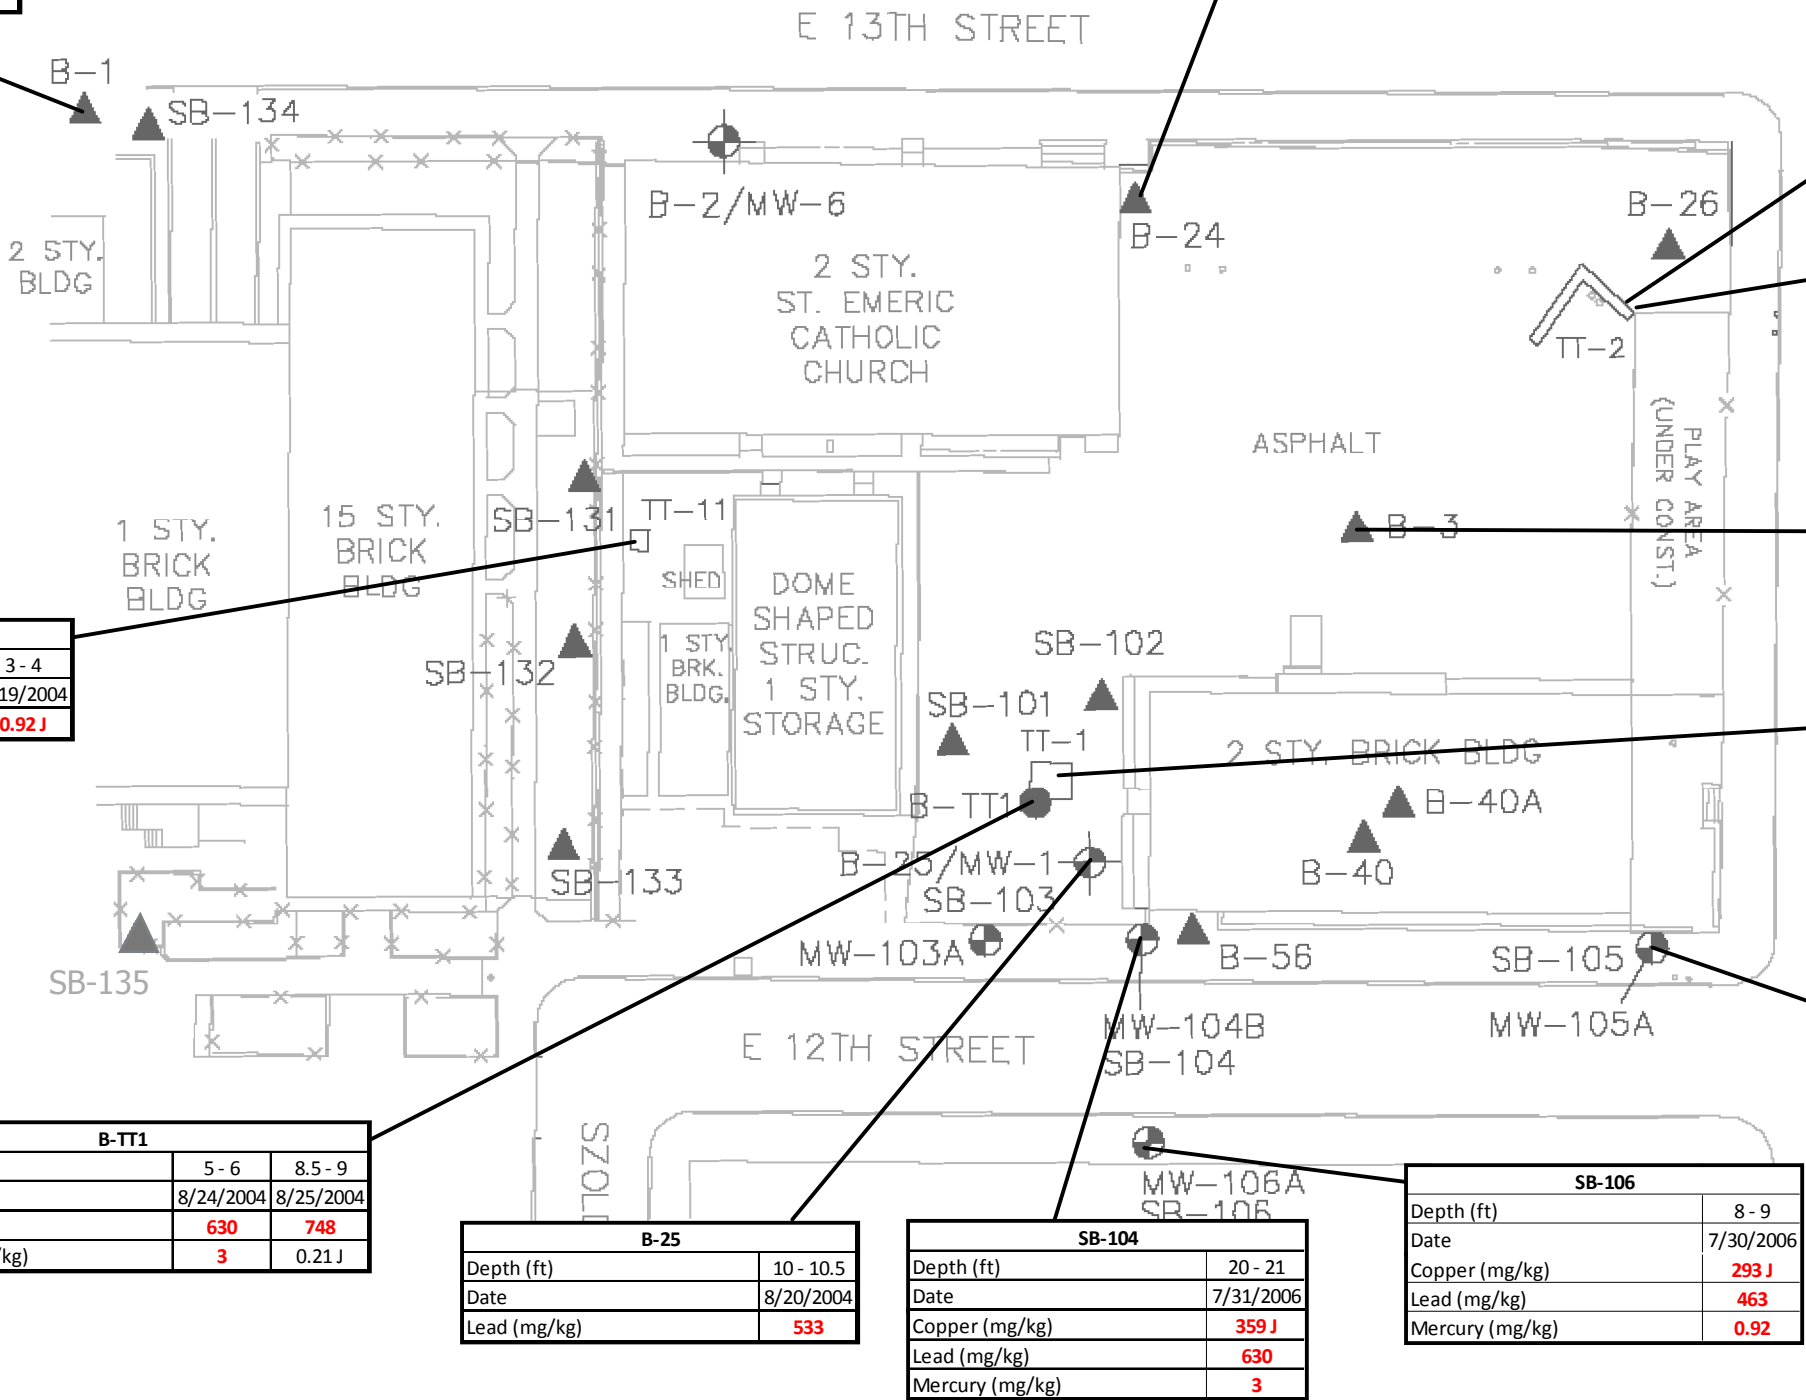 E 13TH STREET
B-1
SB-134
B-2/MW-6
B-24
B-26
2 STY.
BLDG
2 STY.
ST. EMERIC
CATHOLIC
CHURCH
TT-2
ASPHALT
PLAY AREA
(UNDER CONST.)
1 STY.
BRICK
BLDG
15 STY.
BRICK
BLDG
SB-131
TT-11
SHED
B-3
DOME
SHAPED
STRUC.
1 STY.
STORAGE
1 STY.
BRK.
BLDG.
SB-132
SB-102
SB-101
TT-1
2 STY. BRICK BLDG
3 - 4
19/2004
0.92 J
B-TT1
B-40A
B-40
B-25/MW-1
SB-103
SB-133
MW-103A
B-56
SB-105
MW-105A
SB-135
E 12TH STREET
MW-104B
SB-104
MW-106A
SB-106
B-TT1
5 - 6 8.5 - 9
8/24/2004 8/25/2004
630 748
/kg) 3 0.21 J
B-25
Depth (ft) 10 - 10.5
Date 8/20/2004
Lead (mg/kg) 533
SB-104
Depth (ft) 20 - 21
Date 7/31/2006
Copper (mg/kg) 359 J
Lead (mg/kg) 630
Mercury (mg/kg) 3
SB-106
Depth (ft) 8 - 9
Date 7/30/2006
Copper (mg/kg) 293 J
Lead (mg/kg) 463
Mercury (mg/kg) 0.92